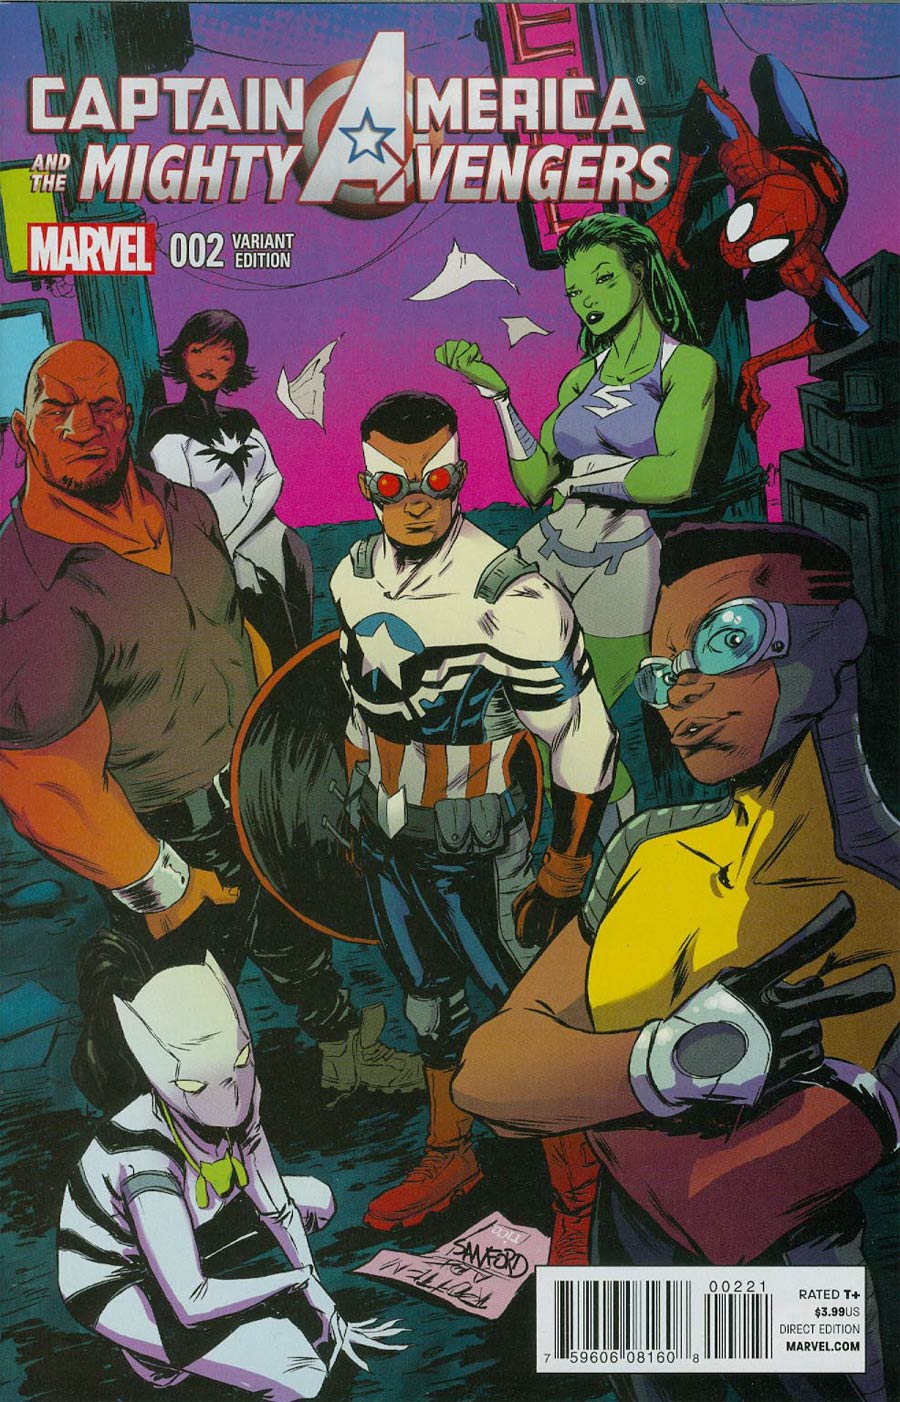 CAPTAIN AMERICA®
AND THE MIGHTY AVENGERS
MARVEL 002 VARIANT EDITION
S
SANFORD
00221
7 59606 08160 8
RATED T+
$3.99US
DIRECT EDITION
MARVEL.COM